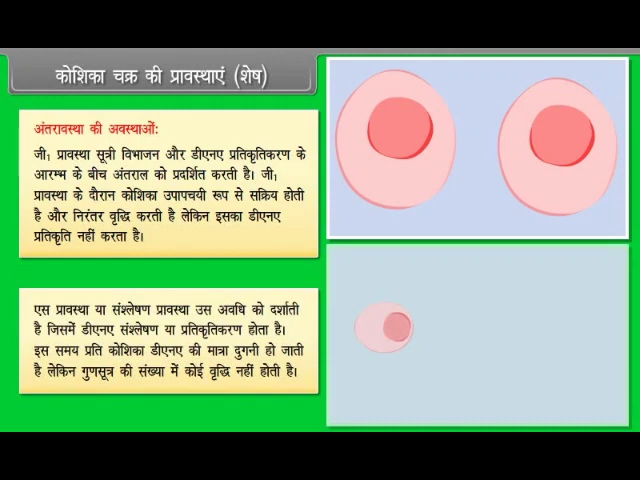 कोशिका चक्र की प्रावस्थाएं (शेष)
अंतरावस्था की अवस्थाओं:
जी₁ प्रावस्था सूत्री विभाजन और डीएनए प्रतिकृतिकरण के
आरम्भ के बीच अंतराल को प्रदर्शित करती है। जी₁
प्रावस्था के दौरान कोशिका उपापचयी रूप से सक्रिय होती
है और निरंतर वृद्धि करती है लेकिन इसका डीएनए
प्रतिकृति नहीं करता है।
एस प्रावस्था या संश्लेषण प्रावस्था उस अवधि को दर्शाती
है जिसमें डीएनए संश्लेषण या प्रतिकृतिकरण होता है।
इस समय प्रति कोशिका डीएनए की मात्रा दुगनी हो जाती
है लेकिन गुणसूत्र की संख्या में कोई वृद्धि नहीं होती है।